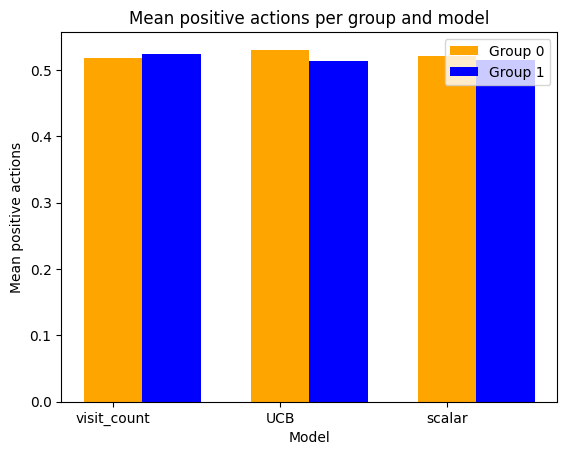 Mean positive actions per group and model
Group 0
Group 1
Mean positive actions
0.5
0.4
0.3
0.2
0.1
0.0
visit_count
UCB
scalar
Model